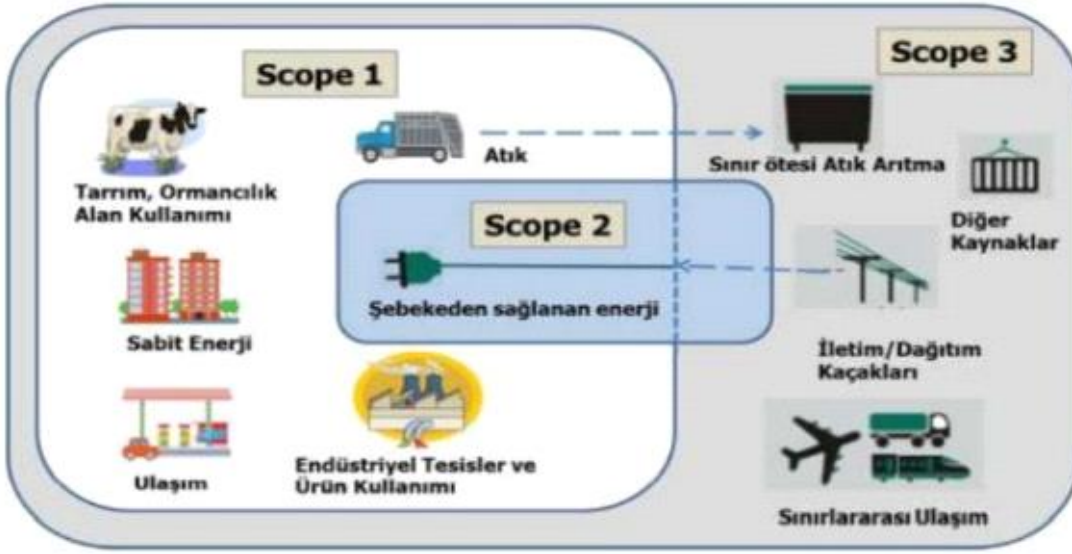 Scope 1
Scope 3
Atık
Sınır ötesi Atık Arıtma
Tarım, Ormancılık
Alan Kullanımı
Scope 2
Diğer
Kaynaklar
Şebekeden sağlanan enerji
Sabit Enerji
İletim/Dağıtım
Kaçakları
Endüstriyel Tesisler ve
Ürün Kullanımı
Ulaşım
Sınırlararası Ulaşım